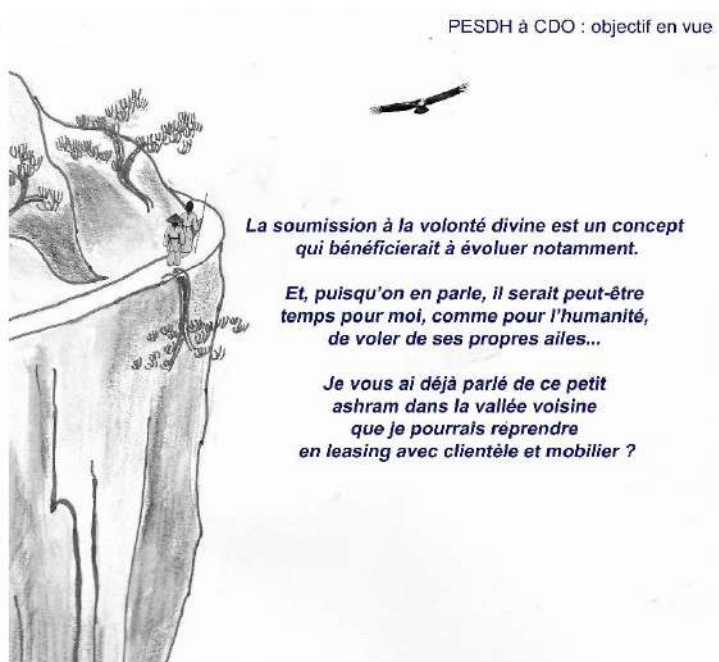 PESDH à CDO : objectif en vue
La soumission à la volonté divine est un concept
qui bénéficierait à évoluer notamment.
Et, puisqu'on en parle, il serait peut-être
temps pour moi, comme pour l'humanité,
de voler de ses propres ailes...
Je vous ai déjà parlé de ce petit
ashram dans la vallée voisine
que je pourrais réprendre
en leasing avec clientèle et mobilier ?